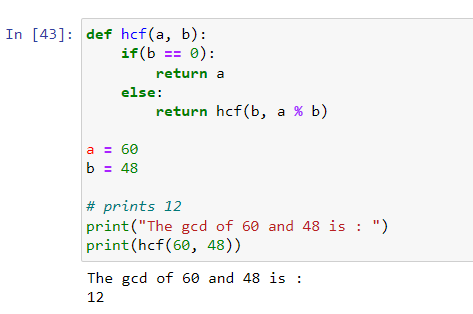 In [43]: def hcf(a, b):
    if(b == 0):
        return a
    else:
        return hcf(b, a % b)
a = 60
b = 48
# prints 12
print("The gcd of 60 and 48 is : ")
print(hcf(60, 48))
The gcd of 60 and 48 is :
12